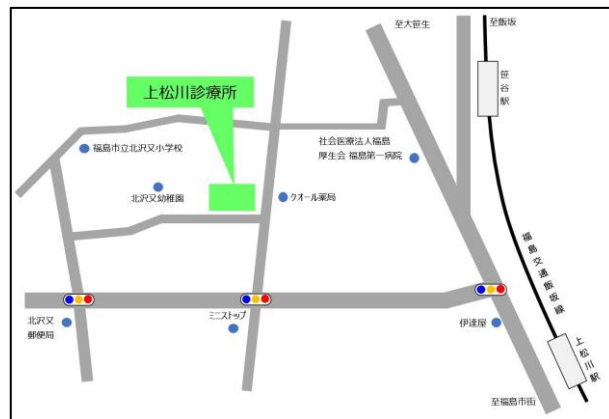 至大笹生
至飯坂
笹谷駅
上松川診療所
福島市立北沢又小学校
社会医療法人福島
厚生会 福島第一病院
北沢又幼稚園
クオール薬局
福島交通飯坂線
北沢又
郵便局
ミニストップ
伊達屋
上松川駅
至福島市街